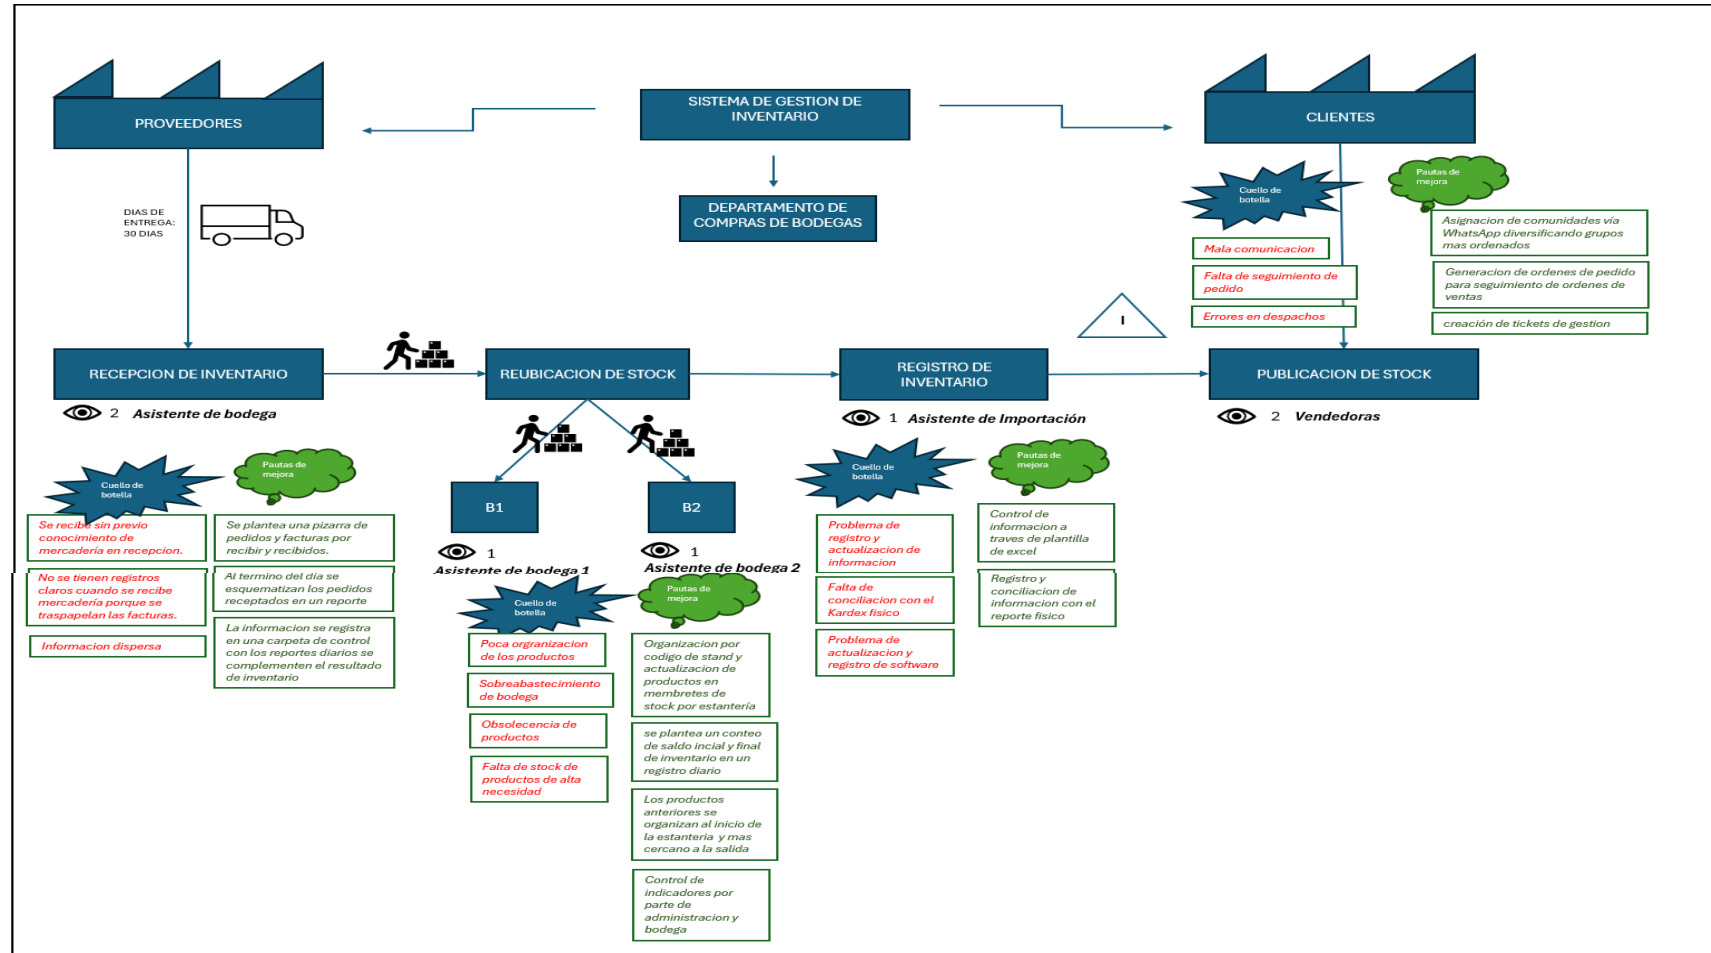 PROVEEDORES
SISTEMA DE GESTION DE
INVENTARIO
CLIENTES
DIAS DE
ENTREGA:
30 DIAS
DEPARTAMENTO DE
COMPRAS DE BODEGAS
Cuello de
botella
Pautas de
mejora
Mala comunicacion
Falta de seguimiento de
pedido
Errores en despachos
Asignacion de comunidades vía
WhatsApp diversificando grupos
mas ordenados
Generacion de ordenes de pedido
para seguimiento de ordenes de
ventas
creación de tickets de gestion
I
RECEPCION DE INVENTARIO
REUBICACION DE STOCK
REGISTRO DE
INVENTARIO
PUBLICACION DE STOCK
2 Asistente de bodega
1 Asistente de Importación
2 Vendedoras
Cuello de
botella
Pautas de
mejora
Se recibe sin previo
conocimiento de
mercadería en recepcion.
No se tienen registros
claros cuando se recibe
mercadería porque se
traspapelan las facturas.
Informacion dispersa
Se plantea una pizarra de
pedidos y facturas por
recibir y recibidos.
Al termino del dia se
esquematizan los pedidos
receptados en un reporte
La informacion se registra
en una carpeta de control
con los reportes diarios se
complementen el resultado
de inventario
B1
B2
1
Asistente de bodega 1
1
Asistente de bodega 2
Cuello de
botella
Pautas de
mejora
Poca orgranizacion
de los productos
Sobreabastecimiento
de bodega
Obsolecencia de
productos
Falta de stock de
productos de alta
necesidad
Organizacion por
codigo de stand y
actualizacion de
productos en
membretes de
stock por estantería
se plantea un conteo
de saldo incial y final
de inventario en un
registro diario
Los productos
anteriores se
organizan al inicio de
la estantería y mas
cercano a la salida
Control de
indicadores por
parte de
administracion y
bodega
Cuello de
botella
Pautas de
mejora
Problema de
registro y
actualizacion de
informacion
Falta de
conciliacion con el
Kardex fisico
Problema de
actualizacion y
registro de software
Control de
informacion a
traves de plantilla
de excel
Registro y
conciliacion de
informacion con el
reporte fisico